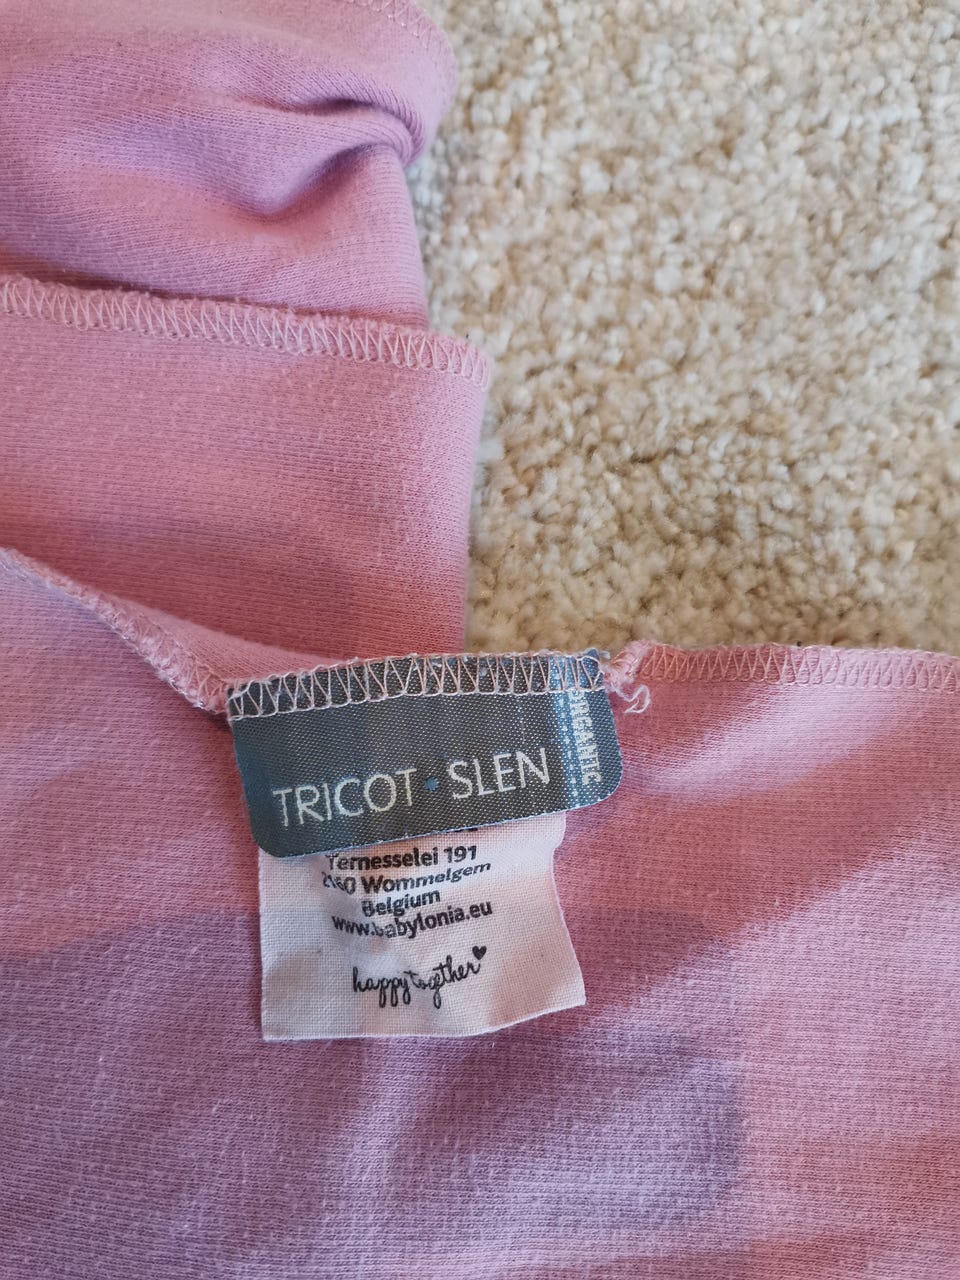 TRICOT • SLEN
ORGANIC
Ternesselei 191
2160 Wommelgem
Belgium
www.babylonia.eu
happy together